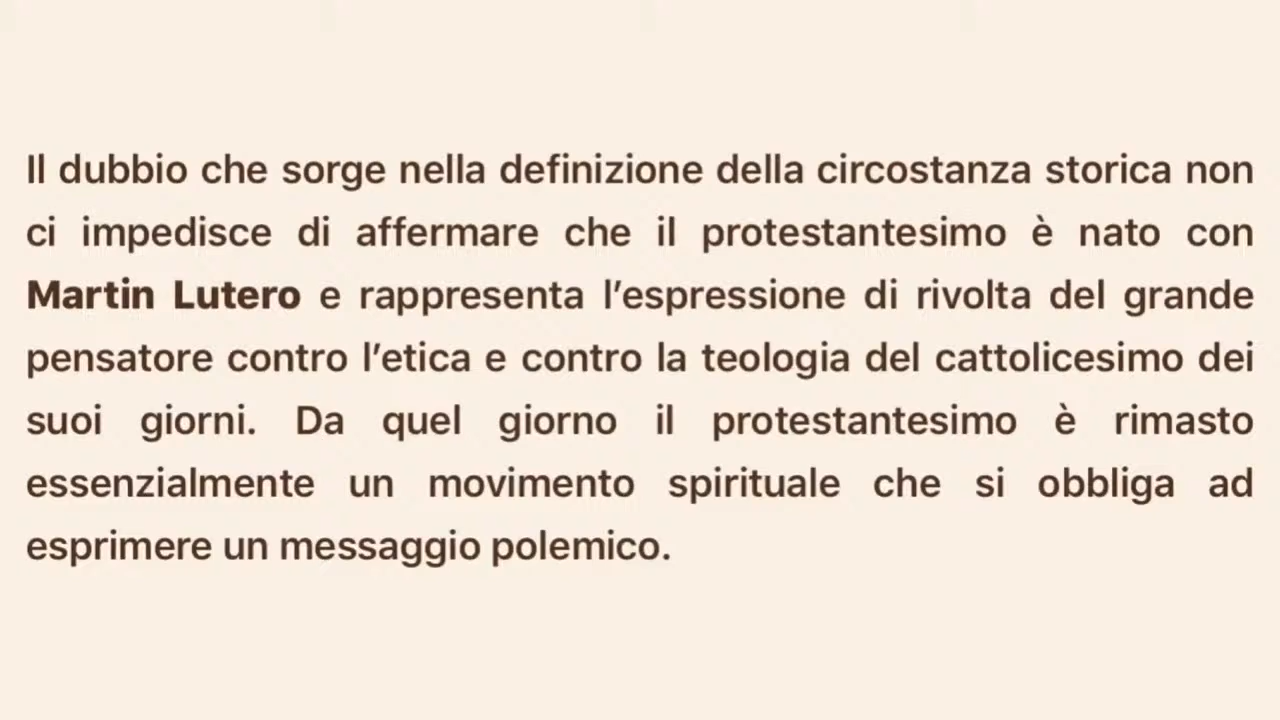 Il dubbio che sorge nella definizione della circostanza storica non
ci impedisce di affermare che il protestantesimo è nato con
Martin Lutero e rappresenta l’espressione di rivolta del grande
pensatore contro l’etica e contro la teologia del cattolicesimo dei
suoi giorni. Da quel giorno il protestantesimo è rimasto
essenzialmente un movimento spirituale che si obbliga ad
esprimere un messaggio polemico.